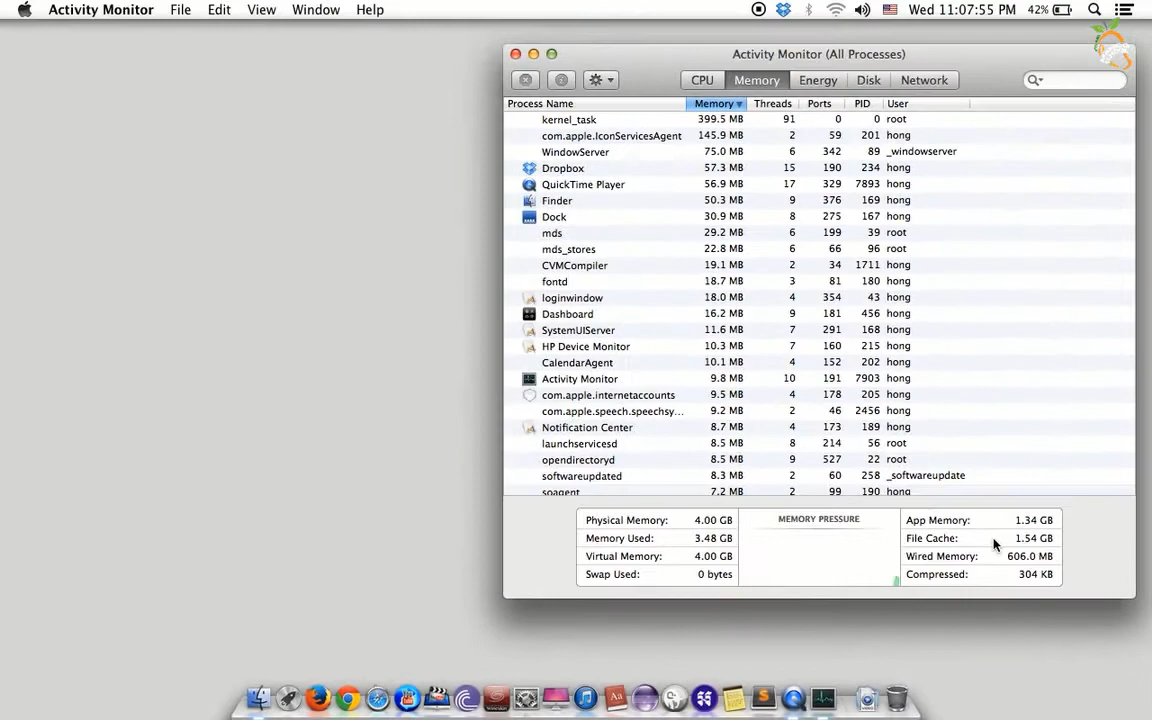 Activity Monitor File Edit View Window Help Wed 11:07:55 PM 42%
Activity Monitor (All Processes)
CPU Memory Energy Disk Network
Process Name Memory Threads Ports PID User
kernel_task 399.5 MB 91 0 0 root
com.apple.IconServicesAgent 145.9 MB 2 59 201 hong
WindowServer 75.0 MB 6 342 89 _windowserver
Dropbox 57.3 MB 15 190 234 hong
QuickTime Player 56.9 MB 17 329 7893 hong
Finder 50.3 MB 9 376 169 hong
Dock 30.9 MB 8 275 167 hong
mds 29.2 MB 6 199 39 root
mds_stores 22.8 MB 6 66 96 root
CVMCompiler 19.1 MB 2 34 1711 hong
fontd 18.7 MB 3 81 180 hong
loginwindow 18.0 MB 4 354 43 hong
Dashboard 16.2 MB 9 181 456 hong
SystemUIServer 11.6 MB 7 291 168 hong
HP Device Monitor 10.3 MB 7 160 215 hong
CalendarAgent 10.1 MB 4 152 202 hong
Activity Monitor 9.8 MB 10 191 7903 hong
com.apple.internetaccounts 9.5 MB 4 178 205 hong
com.apple.speech.speechsy... 9.2 MB 2 46 2456 hong
Notification Center 8.7 MB 4 173 189 hong
launchservicesd 8.5 MB 8 214 56 root
opendirectoryd 8.5 MB 9 527 22 root
softwareupdated 8.3 MB 2 60 258 _softwareupdate
soagent 7.2 MB 2 99 190 hong
Physical Memory: 4.00 GB
Memory Used: 3.48 GB
Virtual Memory: 4.00 GB
Swap Used: 0 bytes
MEMORY PRESSURE
App Memory: 1.34 GB
File Cache: 1.54 GB
Wired Memory: 606.0 MB
Compressed: 304 KB
Aa